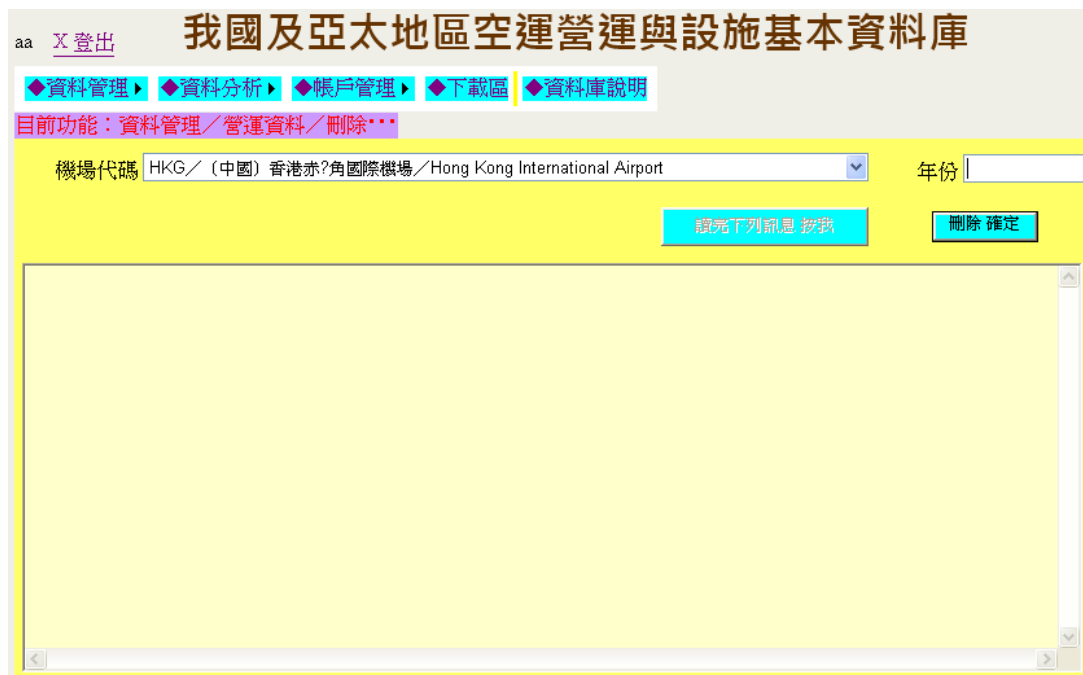 aa X 登出 我國及亞太地區空運營運與設施基本資料庫
◆資料管理▶ ◆資料分析▶ ◆帳戶管理▶ ◆下載區 ◆資料庫說明
目前功能：資料管理／營運資料／刪除▪▪▪
機場代碼 HKG／〔中國〕香港赤?角國際機場／Hong Kong International Airport 年份
讀完下列訊息 按我 刪除 確定